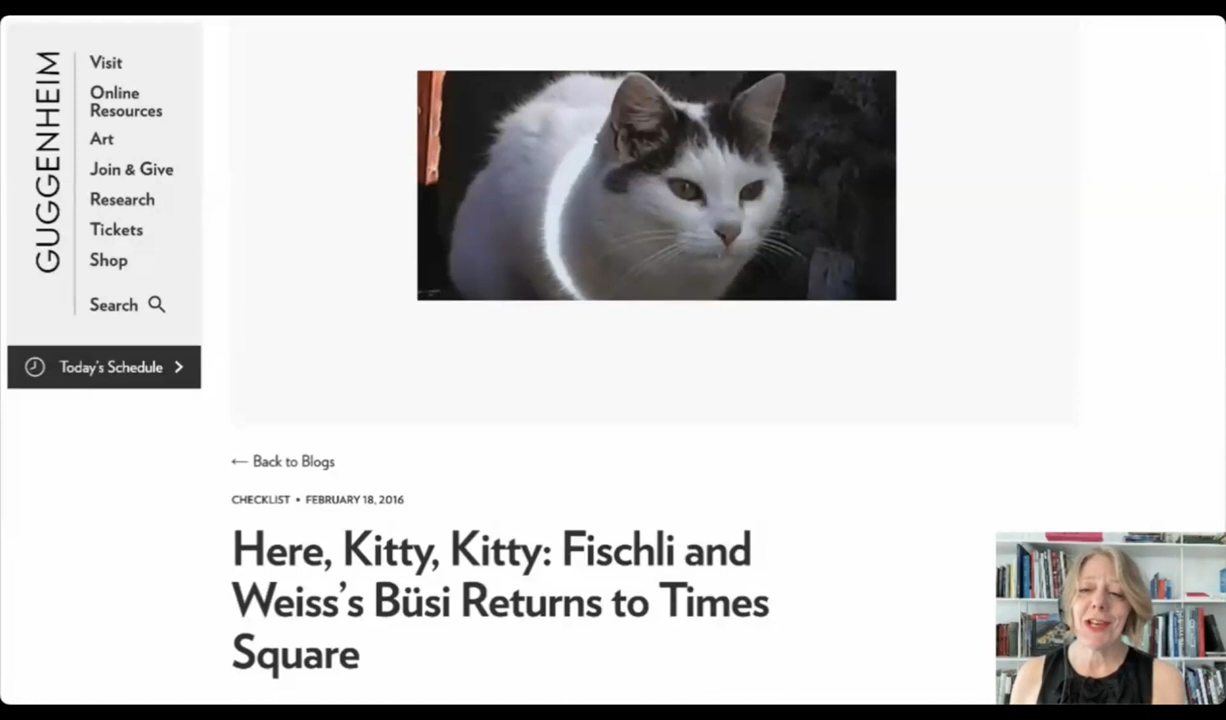 GUGGENHEIM
Visit
Online
Resources
Art
Join & Give
Research
Tickets
Shop
Search
Today's Schedule
← Back to Blogs
CHECKLIST • FEBRUARY 18, 2016
Here, Kitty, Kitty: Fischli and
Weiss's Büsi Returns to Times
Square